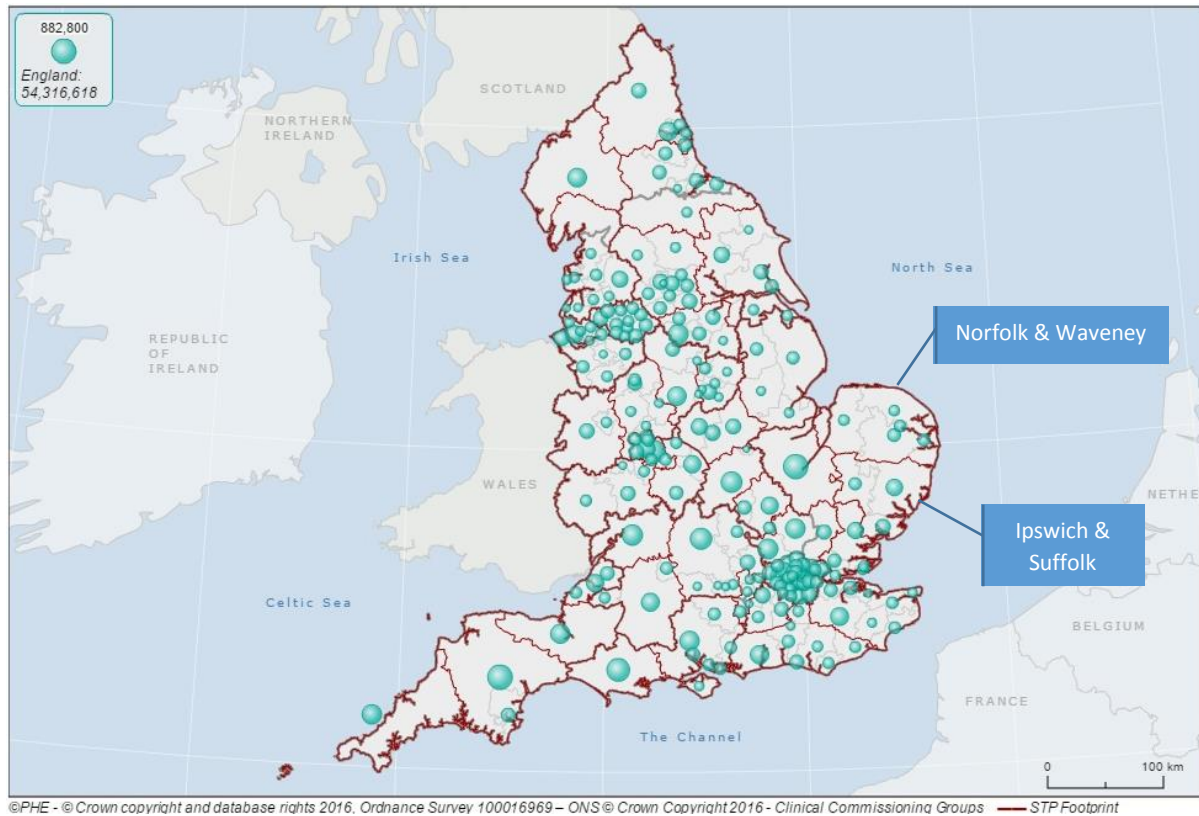 882,800
England:
54,316,618
SCOTLAND
NORTHERN
IRELAND
Irish Sea
North Sea
REPUBLIC
OF
IRELAND
Norfolk & Waveney
WALES
NETHE
Ipswich &
Suffolk
Celtic Sea
BELGIUM
FRANCE
The Channel
0 100 km
©PHE - © Crown copyright and database rights 2016, Ordnance Survey 100016969 – ONS © Crown Copyright 2016 - Clinical Commissioning Groups STP Footprint